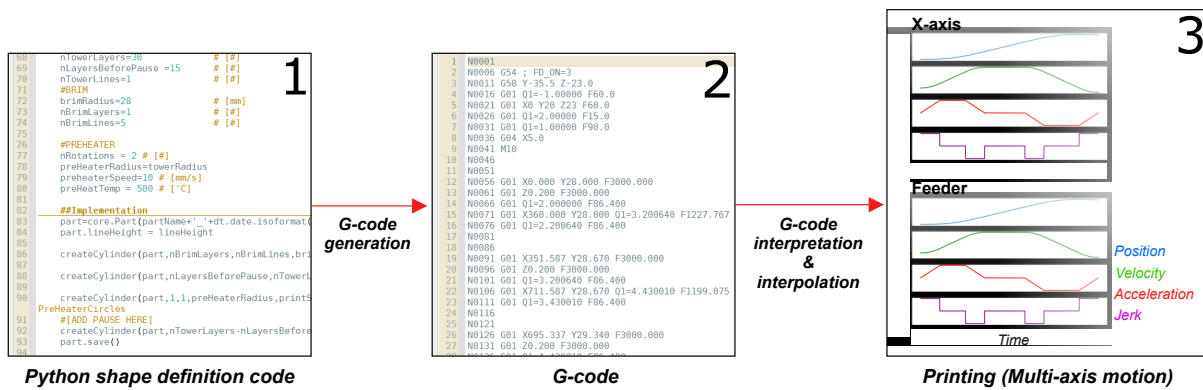 1
68 nTowerLayers=30 # [#]
69 nLayersBeforePause =15 # [#]
70 nTowerLines=1 # [#]
71 #BRIM
72 brimRadius=28 # [mm]
73 nBrimLayers=1 # [#]
74 nBrimLines=5 # [#]
75
76 #PREHEATER
77 nRotations = 2 # [#]
78 preHeaterRadius=towerRadius
79 preheaterSpeed=10 # [mm/s]
80 preHeatTemp = 500 # ['C]
81
82 ##Implementation
83 part=core.Part(partName+'_'+dt.date.isoformat(
84 part.lineHeight = lineHeight
85
86 createCylinder(part,nBrimLayers,nBrimLines,bri
87
88 createCylinder(part,nLayersBeforePause,nTowerL
89
90 createCylinder(part,1,1,preHeaterRadius,printS
PreHeaterCircles
91 #[ADD PAUSE HERE]
92 createCylinder(part,nTowerLayers-nLayersBefore
93 part.save()
94
Python shape definition code
G-code
generation
2
1 N0001
2 N0006 G54 ; FD_ON=3
3 N0011 G58 Y-35.5 Z-23.0
4 N0016 G01 Q1=-1.00000 F60.0
5 N0021 G01 X0 Y20 Z23 F60.0
6 N0026 G01 Q1=2.00000 F15.0
7 N0031 G01 Q1=1.00000 F90.0
8 N0036 G04 X5.0
9 N0041 M10
10 N0046
11 N0051
12 N0056 G01 X0.000 Y28.000 F3000.000
13 N0061 G01 Z0.200 F3000.000
14 N0066 G01 Q1=2.000000 F86.400
15 N0071 G01 X360.000 Y28.000 Q1=3.200640 F1227.767
16 N0076 G01 Q1=2.200640 F86.400
17 N0081
18 N0086
19 N0091 G01 X351.587 Y28.670 F3000.000
20 N0096 G01 Z0.200 F3000.000
21 N0101 G01 Q1=3.200640 F86.400
22 N0106 G01 X711.587 Y28.670 Q1=4.430010 F1199.075
23 N0111 G01 Q1=3.430010 F86.400
24 N0116
25 N0121
26 N0126 G01 X695.337 Y29.340 F3000.000
27 N0131 G01 Z0.200 F3000.000
28 N0136 G01 Q1=4.430010 F86.400
G-code
G-code
interpretation
&
interpolation
3
X-axis
Feeder
Position
Velocity
Acceleration
Jerk
Time
Printing (Multi-axis motion)